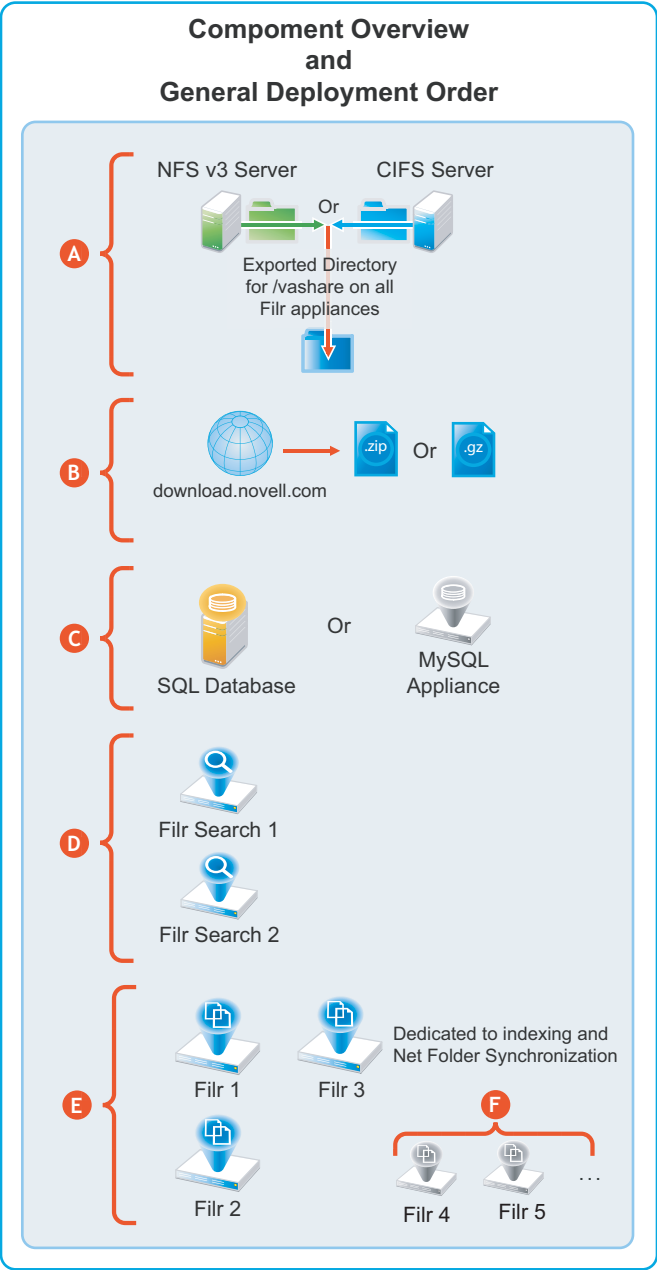 Compoment Overview
and
General Deployment Order
A
NFS v3 Server
CIFS Server
Or
Exported Directory
for /vashare on all
Filr appliances
B
download.novell.com
.zip
Or
.gz
C
SQL Database
Or
MySQL
Appliance
D
Filr Search 1
Filr Search 2
E
Filr 1
Filr 3
Dedicated to indexing and
Net Folder Synchronization
Filr 2
F
Filr 4
Filr 5
...